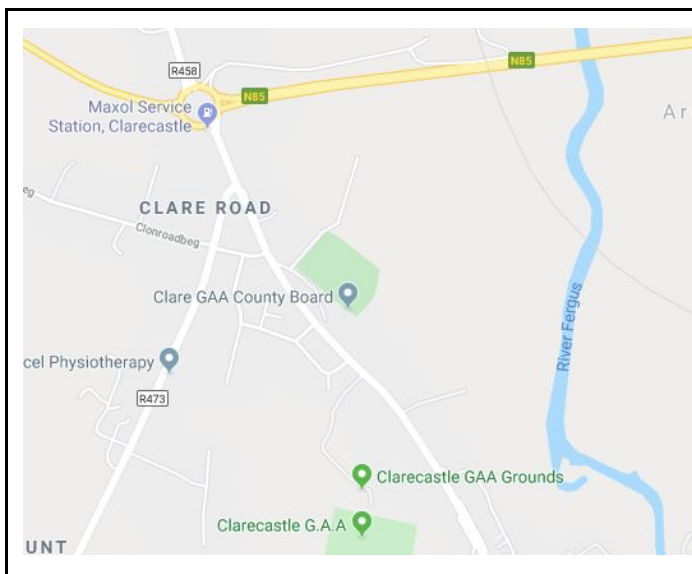 R458
N85
N85
Maxol Service
Station, Clarecastle
Ar
CLARE ROAD
eg
Clonroadbeg
Clare GAA County Board
River Fergus
cel Physiotherapy
R473
Clarecastle GAA Grounds
Clarecastle G.A.A
UNT